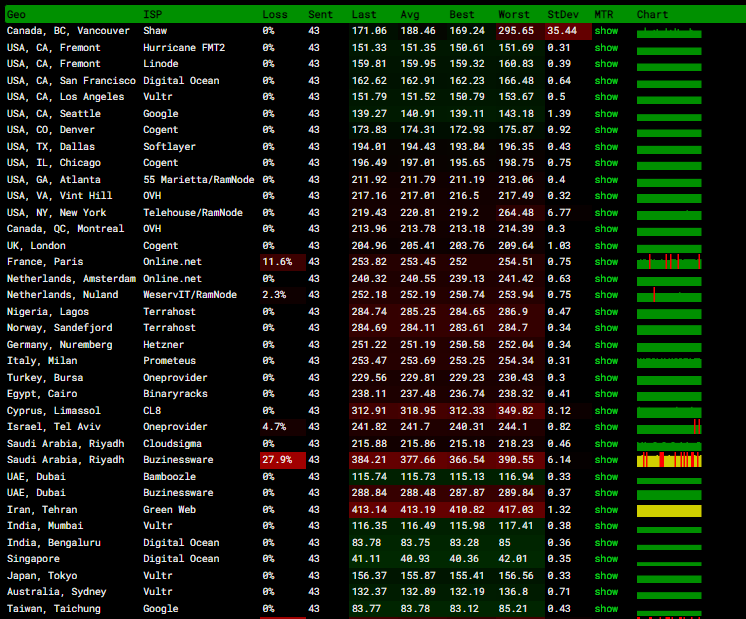 Geo ISP Loss Sent Last Avg Best Worst StDev MTR Chart
Canada, BC, Vancouver Shaw 0% 43 171.06 188.46 169.24 295.65 35.44 show
USA, CA, Fremont Hurricane FMT2 0% 43 151.33 151.35 150.61 151.69 0.31 show
USA, CA, Fremont Linode 0% 43 159.81 159.95 159.32 160.83 0.39 show
USA, CA, San Francisco Digital Ocean 0% 43 162.62 162.91 162.23 166.48 0.64 show
USA, CA, Los Angeles Vultr 0% 43 151.79 151.52 150.79 153.67 0.5 show
USA, CA, Seattle Google 0% 43 139.27 140.91 139.11 143.18 1.39 show
USA, CO, Denver Cogent 0% 43 173.83 174.31 172.93 175.87 0.92 show
USA, TX, Dallas Softlayer 0% 43 194.01 194.43 193.84 196.35 0.43 show
USA, IL, Chicago Cogent 0% 43 196.49 197.01 195.65 198.75 0.75 show
USA, GA, Atlanta 55 Marietta/RamNode 0% 43 211.92 211.79 211.19 213.06 0.4 show
USA, VA, Vint Hill OVH 0% 43 217.16 217.01 216.5 217.49 0.32 show
USA, NY, New York Telehouse/RamNode 0% 43 219.43 220.81 219.2 264.48 6.77 show
Canada, QC, Montreal OVH 0% 43 213.96 213.78 213.18 214.39 0.3 show
UK, London Cogent 0% 43 204.96 205.41 203.76 209.64 1.03 show
France, Paris Online.net 11.6% 43 253.82 253.45 252 254.51 0.75 show
Netherlands, Amsterdam Online.net 0% 43 240.32 240.55 239.13 241.42 0.63 show
Netherlands, Nuland WeservIT/RamNode 2.3% 43 252.18 252.19 250.74 253.94 0.75 show
Nigeria, Lagos Terrahost 0% 43 284.74 285.25 284.65 286.9 0.47 show
Norway, Sandefjord Terrahost 0% 43 284.69 284.11 283.61 284.7 0.34 show
Germany, Nuremberg Hetzner 0% 43 251.22 251.19 250.58 252.04 0.34 show
Italy, Milan Prometeus 0% 43 253.47 253.69 253.25 254.34 0.31 show
Turkey, Bursa Oneprovider 0% 43 229.56 229.81 229.23 230.43 0.3 show
Egypt, Cairo Binaryracks 0% 43 238.11 237.48 236.74 238.32 0.41 show
Cyprus, Limassol CL8 0% 43 312.91 318.95 312.33 349.82 8.12 show
Israel, Tel Aviv Oneprovider 4.7% 43 241.82 241.7 240.31 244.1 0.82 show
Saudi Arabia, Riyadh Cloudsigma 0% 43 215.88 215.86 215.18 218.23 0.46 show
Saudi Arabia, Riyadh Buzinessware 27.9% 43 384.21 377.66 366.54 390.55 6.14 show
UAE, Dubai Bamboozle 0% 43 115.74 115.73 115.13 116.94 0.33 show
UAE, Dubai Buzinessware 0% 43 288.84 288.48 287.87 289.84 0.37 show
Iran, Tehran Green Web 0% 43 413.14 413.19 410.82 417.03 1.32 show
India, Mumbai Vultr 0% 43 116.35 116.49 115.98 117.41 0.38 show
India, Bengaluru Digital Ocean 0% 43 83.78 83.75 83.28 85 0.36 show
Singapore Digital Ocean 0% 43 41.11 40.93 40.36 42.01 0.35 show
Japan, Tokyo Vultr 0% 43 156.37 155.87 155.41 156.56 0.33 show
Australia, Sydney Vultr 0% 43 132.37 132.89 132.19 136.8 0.71 show
Taiwan, Taichung Google 0% 43 83.77 83.78 83.12 85.21 0.43 show